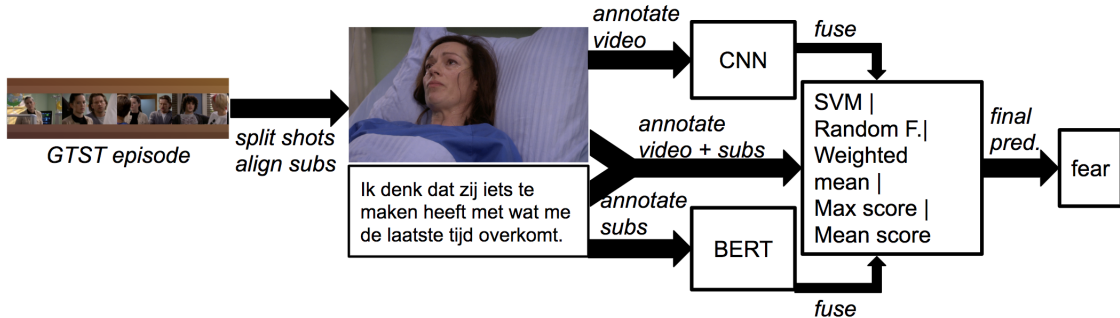 GTST episode
split shots
align subs
Ik denk dat zij iets te
maken heeft met wat me
de laatste tijd overkomt.
annotate
video
CNN
fuse
annotate
video + subs
annotate
subs
BERT
fuse
SVM |
Random F.|
Weighted
mean |
Max score |
Mean score
final
pred.
fear